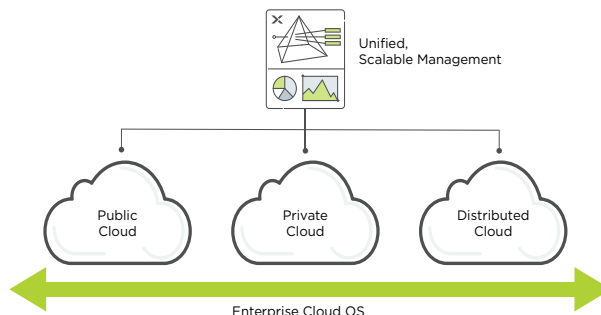 Unified,
Scalable Management
Public
Cloud
Private
Cloud
Distributed
Cloud
Enterprise Cloud OS